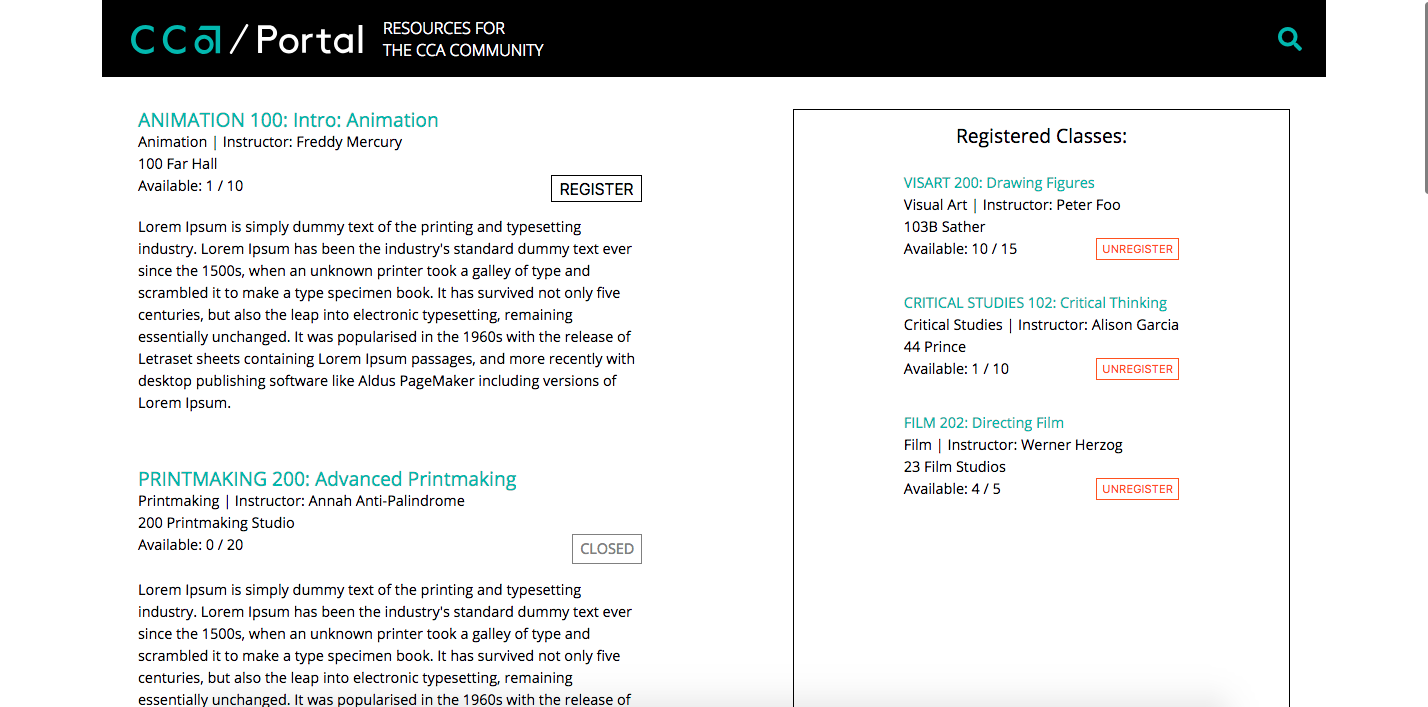 CCa/Portal
RESOURCES FOR
THE CCA COMMUNITY
ANIMATION 100: Intro: Animation
Animation | Instructor: Freddy Mercury
100 Far Hall
Available: 1 / 10
REGISTER
Lorem Ipsum is simply dummy text of the printing and typesetting
industry. Lorem Ipsum has been the industry's standard dummy text ever
since the 1500s, when an unknown printer took a galley of type and
scrambled it to make a type specimen book. It has survived not only five
centuries, but also the leap into electronic typesetting, remaining
essentially unchanged. It was popularised in the 1960s with the release of
Letraset sheets containing Lorem Ipsum passages, and more recently with
desktop publishing software like Aldus PageMaker including versions of
Lorem Ipsum.
PRINTMAKING 200: Advanced Printmaking
Printmaking | Instructor: Annah Anti-Palindrome
200 Printmaking Studio
Available: 0 / 20
CLOSED
Lorem Ipsum is simply dummy text of the printing and typesetting
industry. Lorem Ipsum has been the industry's standard dummy text ever
since the 1500s, when an unknown printer took a galley of type and
scrambled it to make a type specimen book. It has survived not only five
centuries, but also the leap into electronic typesetting, remaining
essentially unchanged. It was popularised in the 1960s with the release of
Registered Classes:
VISART 200: Drawing Figures
Visual Art | Instructor: Peter Foo
103B Sather
Available: 10 / 15
UNREGISTER
CRITICAL STUDIES 102: Critical Thinking
Critical Studies | Instructor: Alison Garcia
44 Prince
Available: 1 / 10
UNREGISTER
FILM 202: Directing Film
Film | Instructor: Werner Herzog
23 Film Studios
Available: 4 / 5
UNREGISTER